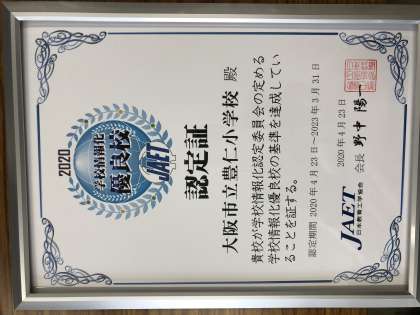 2020
学校情報化
優良校
JAET
認定証
大阪市立豊仁小学校 殿
貴校が学校情報化認定委員会の定める
学校情報化優良校の基準を達成してい
ることを証する。
認定期間 2020年4月23日~2023年3月31日
2020年4月23日
JAET
日本教育工学協会
会長 野中 陽一